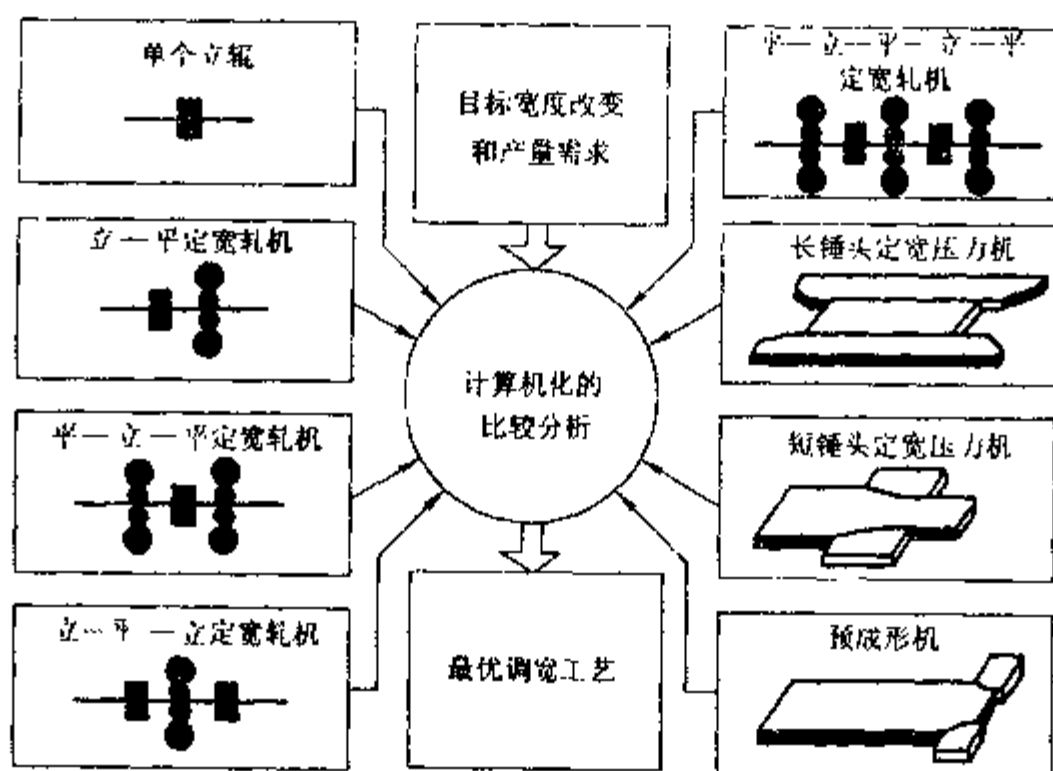 单个立辊
目标宽度改变
和产量需求
平—立—平—立—平
定宽轧机
立—平定宽轧机
长锤头定宽压力机
计算机化的
比较分析
平—立—平定宽轧机
短锤头定宽压力机
立—平—立定宽轧机
最优调宽工艺
预成形机